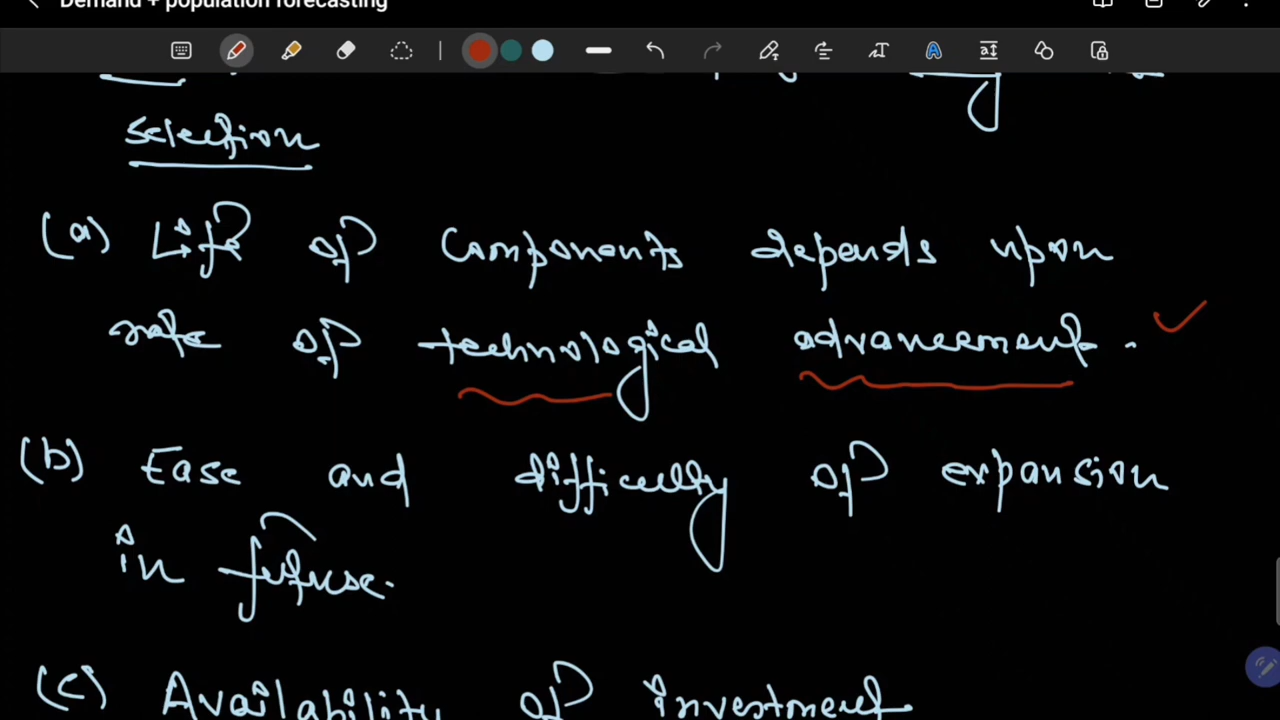 Demand + population forecasting
selection
(a) Life of Components depends upon
rate of technological advancement.
(b) Ease and difficulty of expansion
in future.
(c) Availability of investment